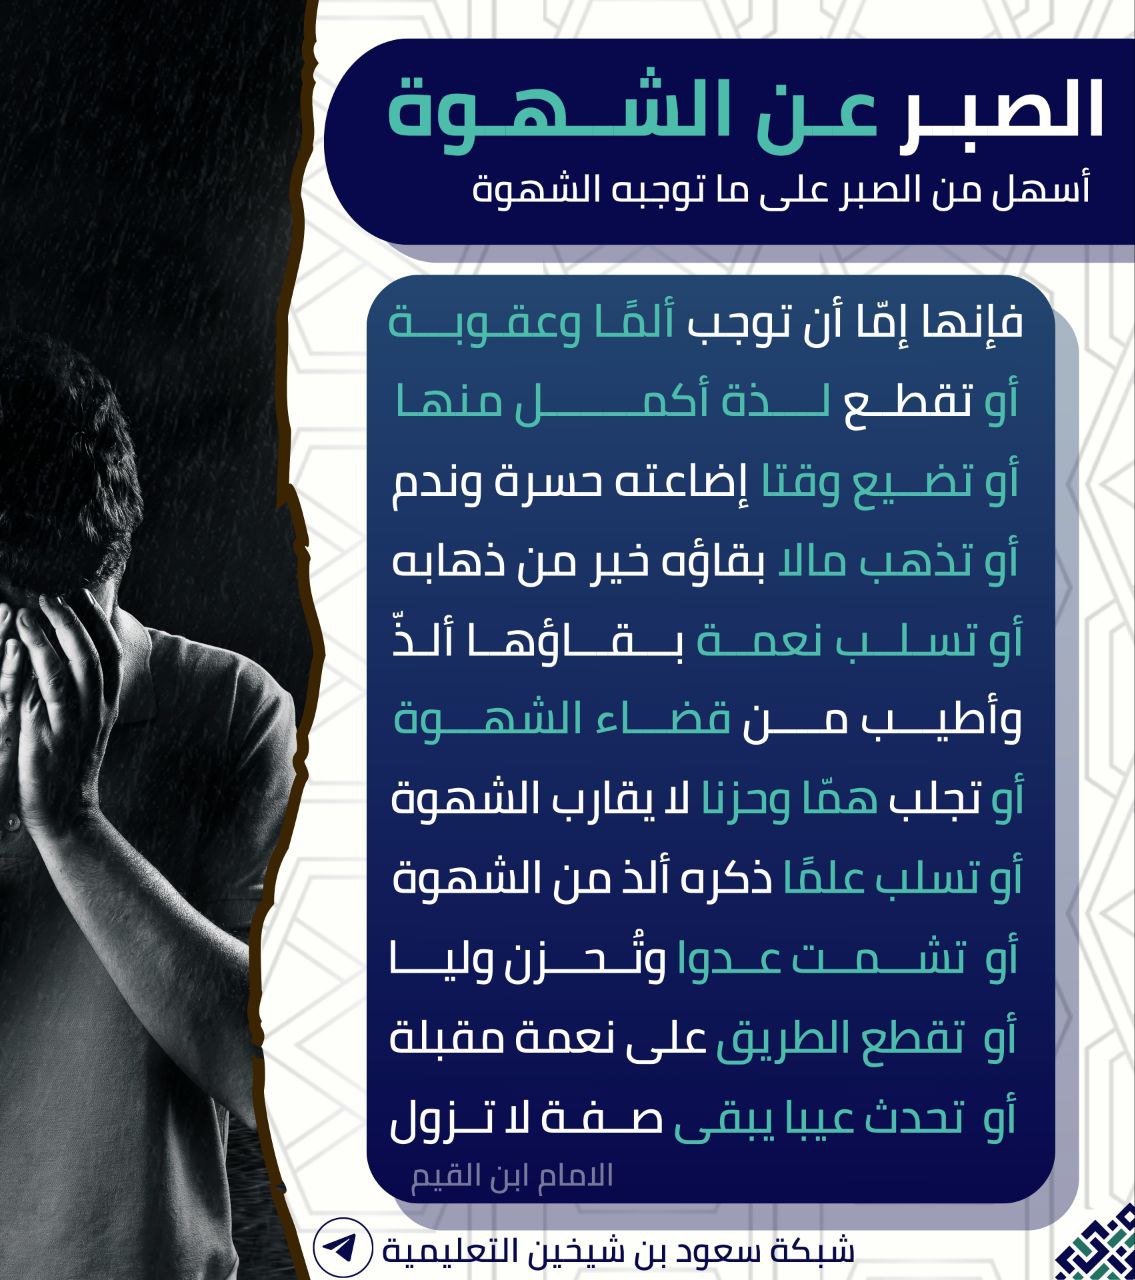 الصبر عن الشهوة
أسهل من الصبر على ما توجبه الشهوة
فإنها إمّا أن توجب ألمًا وعقوبة
أو تقطع لذة أكمل منها
أو تضيع وقتا إضاعته حسرة وندم
أو تذهب مالا بقاؤه خير من ذهابه
أو تسلب نعمة بقاؤها ألذّ
وأطيب من قضاء الشهوة
أو تجلب همّا وحزنا لا يقارب الشهوة
أو تسلب علمًا ذكره ألذ من الشهوة
أو تشمت عدوا وتُحزن وليا
أو تقطع الطريق على نعمة مقبلة
أو تحدث عيبا يبقى صفة لا تزول
الامام ابن القيم
شبكة سعود بن شيخين التعليمية